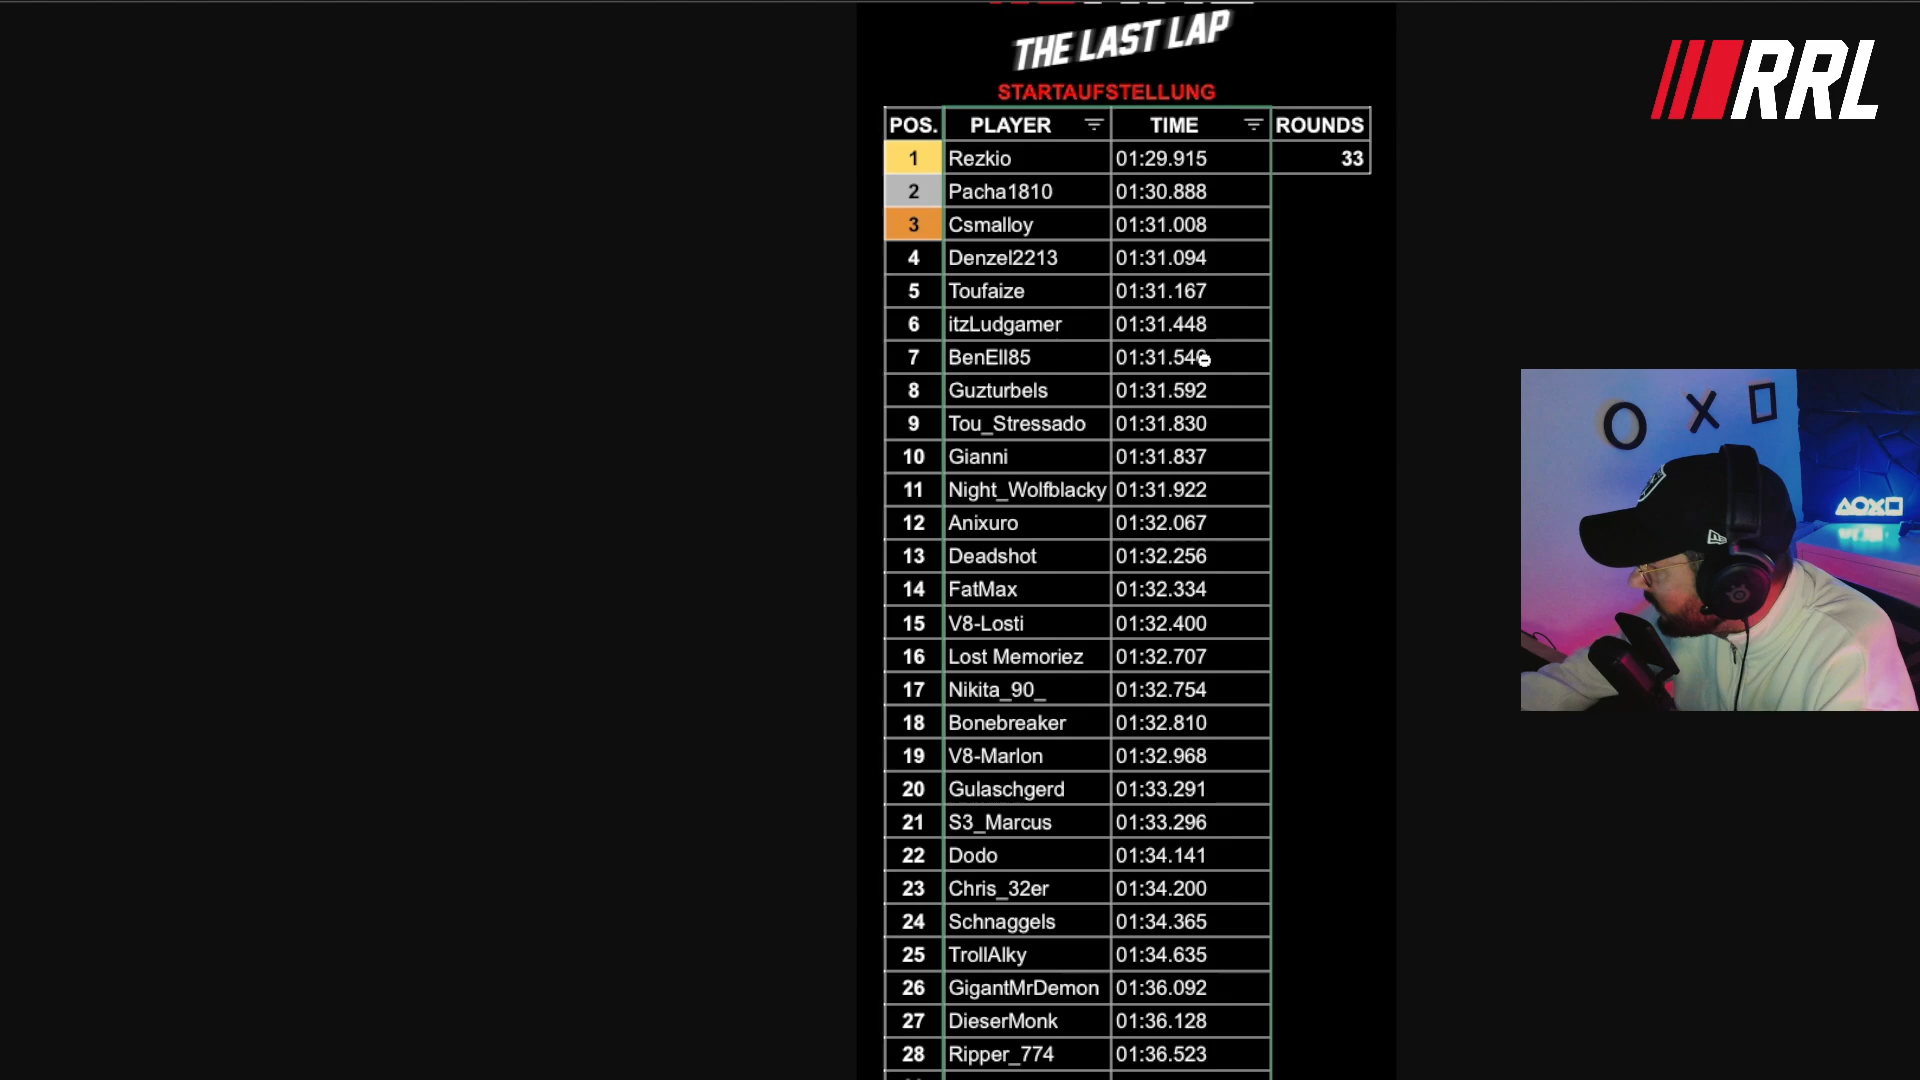 THE LAST LAP
RRL
STARTAUFSTELLUNG
POS. PLAYER TIME ROUNDS
1 Rezkio 01:29.915 33
2 Pacha1810 01:30.888
3 Csmalloy 01:31.008
4 Denzel2213 01:31.094
5 Toufaize 01:31.167
6 itzLudgamer 01:31.448
7 BenEll85
8 Guzturbels 01:31.592
9 Tou_Stressado 01:31.830
10 Gianni 01:31.837
11 Night_Wolfblacky 01:31.922
12 Anixuro 01:32.067
13 Deadshot 01:32.256
14 FatMax 01:32.334
15 V8-Losti 01:32.400
16 Lost Memoriez 01:32.707
17 Nikita_90_ 01:32.754
18 Bonebreaker 01:32.810
19 V8-Marlon 01:32.968
20 Gulaschgerd 01:33.291
21 S3_Marcus 01:33.296
22 Dodo 01:34.141
23 Chris_32er 01:34.200
24 Schnaggels 01:34.365
25 TrollAlky 01:34.635
26 GigantMrDemon 01:36.092
27 DieserMonk 01:36.128
28 Ripper_774 01:36.523